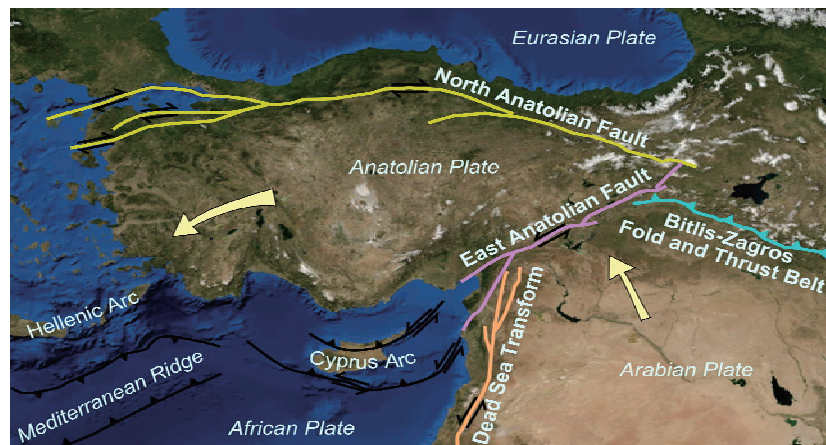 Eurasian Plate
North Anatolian Fault
Anatolian Plate
East Anatolian Fault
Bitlis-Zagros
Fold and Thrust Belt
Hellenic Arc
Cyprus Arc
Dead Sea Transform
Mediterranean Ridge
Arabian Plate
African Plate